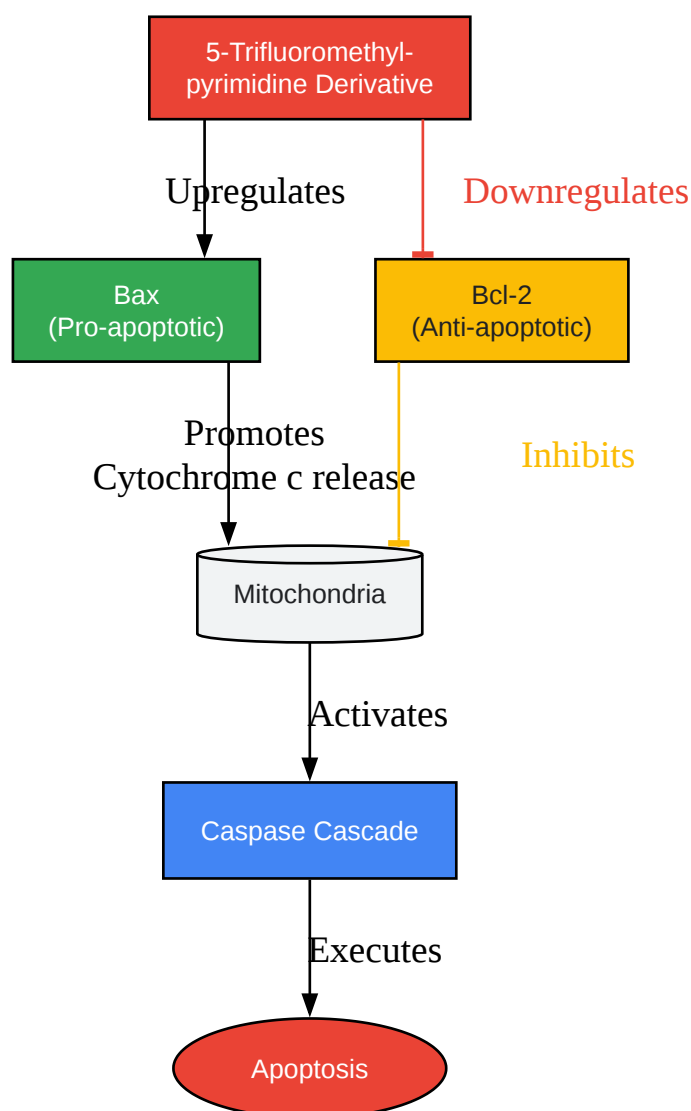 5-Trifluoromethyl-
pyrimidine Derivative
Upregulates
Downregulates
Bax
(Pro-apoptotic)
Bcl-2
(Anti-apoptotic)
Promotes
Cytochrome c release
Inhibits
Mitochondria
Activates
Caspase Cascade
Executes
Apoptosis